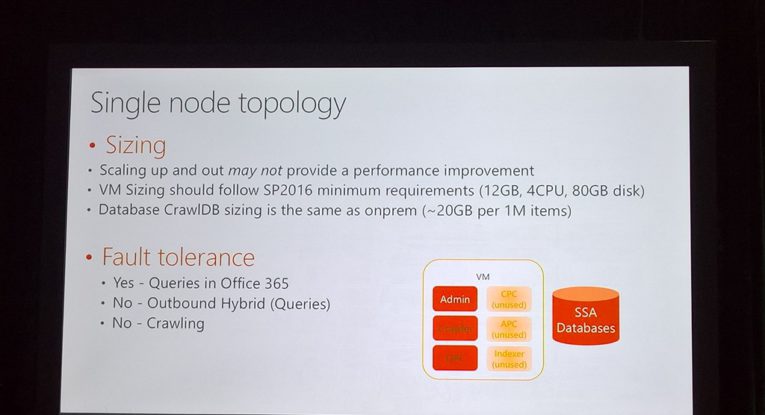 Single node topology
• Sizing
• Scaling up and out may not provide a performance improvement
• VM Sizing should follow SP2016 minimum requirements (12GB, 4CPU, 80GB disk)
• Database CrawlDB sizing is the same as onprem (~20GB per 1M items)
• Fault tolerance
• Yes - Queries in Office 365
• No - Outbound Hybrid (Queries)
• No - Crawling
VM
Admin
CPC
(unused)
Crawler
APC
(unused)
Indexer
(unused)
SSA
Databases